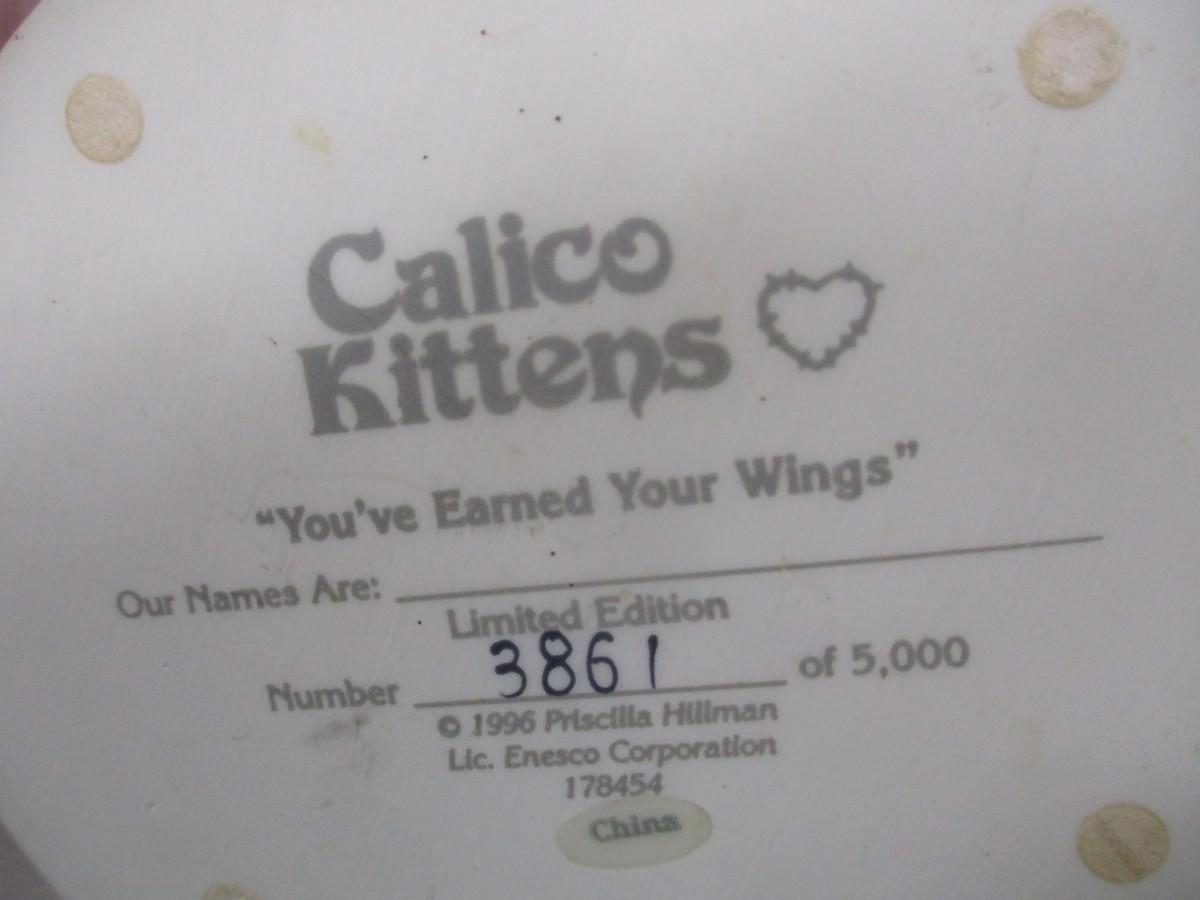 Calico
Kittens
“You've Earned Your Wings”
Our Names Are:
Limited Edition
Number 3861 of 5,000
© 1996 Priscilla Hillman
Lic. Enesco Corporation
178454
China